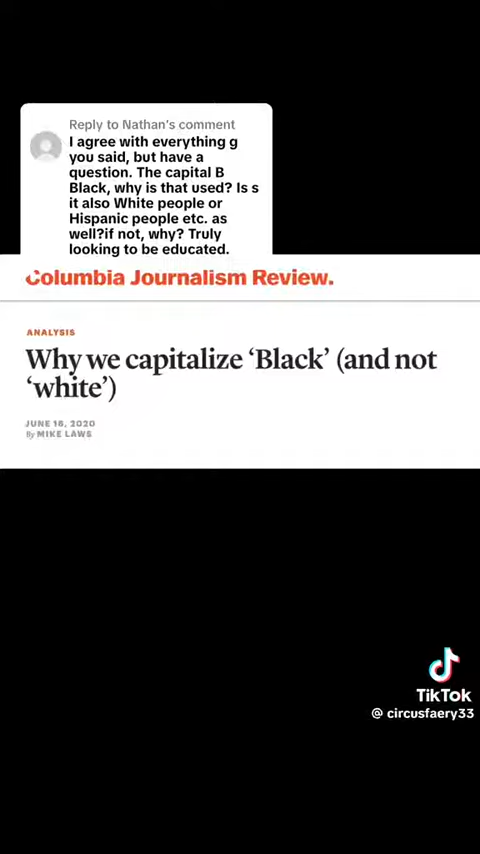 Reply to Nathan's comment
I agree with everything g
you said, but have a
question. The capital B
Black, why is that used? Is s
it also White people or
Hispanic people etc. as
well?if not, why? Truly
looking to be educated.
Columbia Journalism Review.
ANALYSIS
Why we capitalize ‘Black’ (and not
‘white’)
JUNE 16, 2020
By MIKE LAWS
TikTok
@ circusfaery33